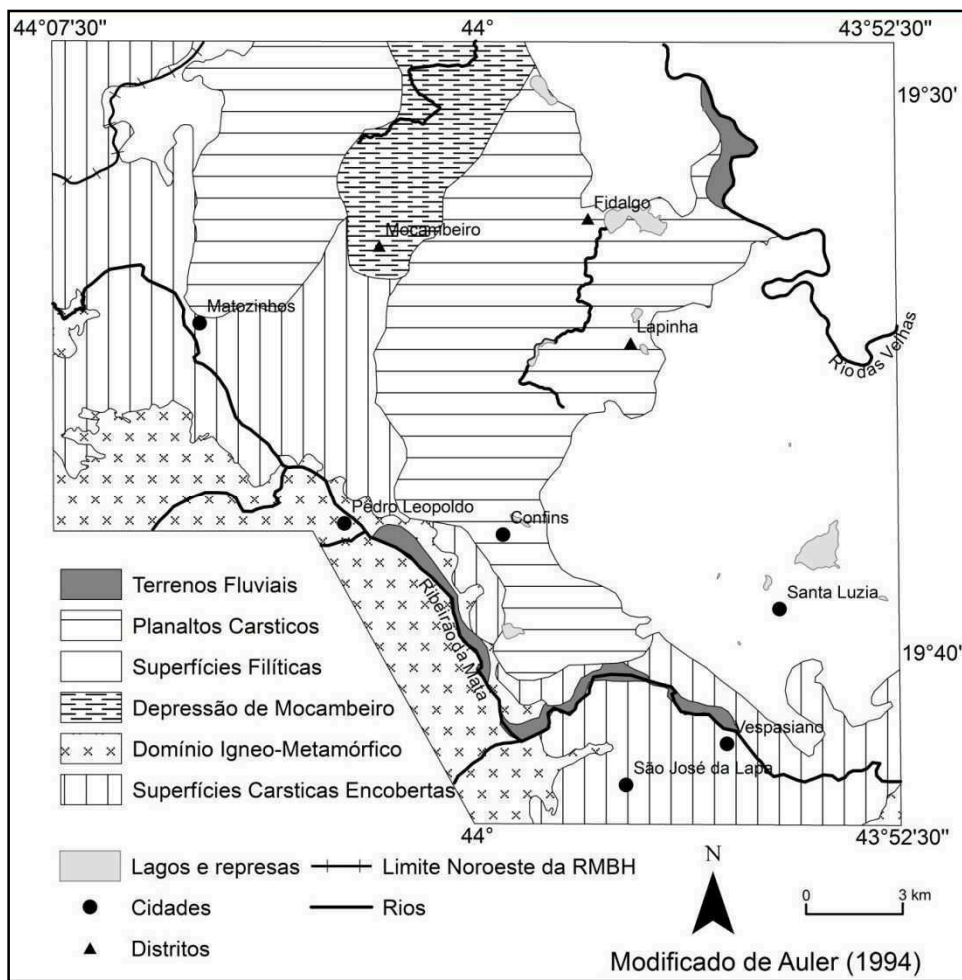 44°07'30"
44°
43°52'30"
19°30'
Fidalgo
Mocambeiro
Matozinhos
Lapinha
Rio das Velhas
Pedro Leopoldo
Confins
Terrenos Fluviais
Santa Luzia
Planaltos Carsticos
Ribeirão da Mata
19°40'
Superfícies Filíticas
Depressão de Mocambeiro
Vespasiano
Domínio Igneo-Metamórfico
São José da Lapa
Superfícies Carsticas Encobertas
44°
43°52'30"
Lagos e represas
Limite Noroeste da RMBH
N
Cidades
Rios
0
3 km
Distritos
Modificado de Auler (1994)